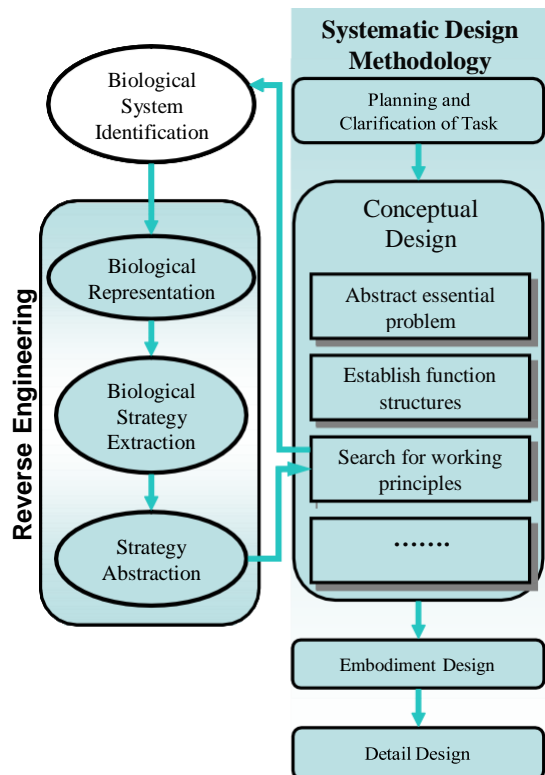 Systematic Design
Methodology
Biological
System
Identification
Planning and
Clarification of Task
Conceptual
Design
Reverse Engineering
Biological
Representation
Abstract essential
problem
Biological
Strategy
Extraction
Establish function
structures
Search for working
principles
Strategy
Abstraction
.......
Embodiment Design
Detail Design